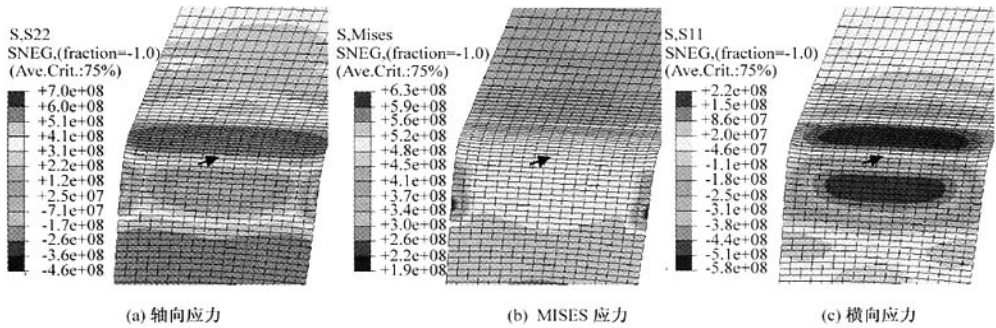 S,S22
SNEG,(fraction=-1.0)
(Ave.Crit.:75%)
+7.0e+08
+6.0e+08
+5.1e+08
+4.1e+08
+3.1e+08
+2.2e+08
+1.2e+08
+2.5e+07
-7.1e+07
-1.7e+08
-2.6e+08
-3.6e+08
-4.6e+08
(a) 轴向应力
S,Mises
SNEG,(fraction=-1.0)
(Ave.Crit.:75%)
+6.3e+08
+5.9e+08
+5.6e+08
+5.2e+08
+4.8e+08
+4.5e+08
+4.1e+08
+3.7e+08
+3.4e+08
+3.0e+08
+2.6e+08
+2.2e+08
+1.9e+08
(b) MISES 应力
S,S11
SNEG,(fraction=-1.0)
(Ave.Crit.:75%)
+2.2e+08
+1.5e+08
+8.6e+07
+2.0e+07
-4.6e+07
-1.1e+08
-1.8e+08
-2.5e+08
-3.1e+08
-3.8e+08
-4.4e+08
-5.1e+08
-5.8e+08
(c) 横向应力